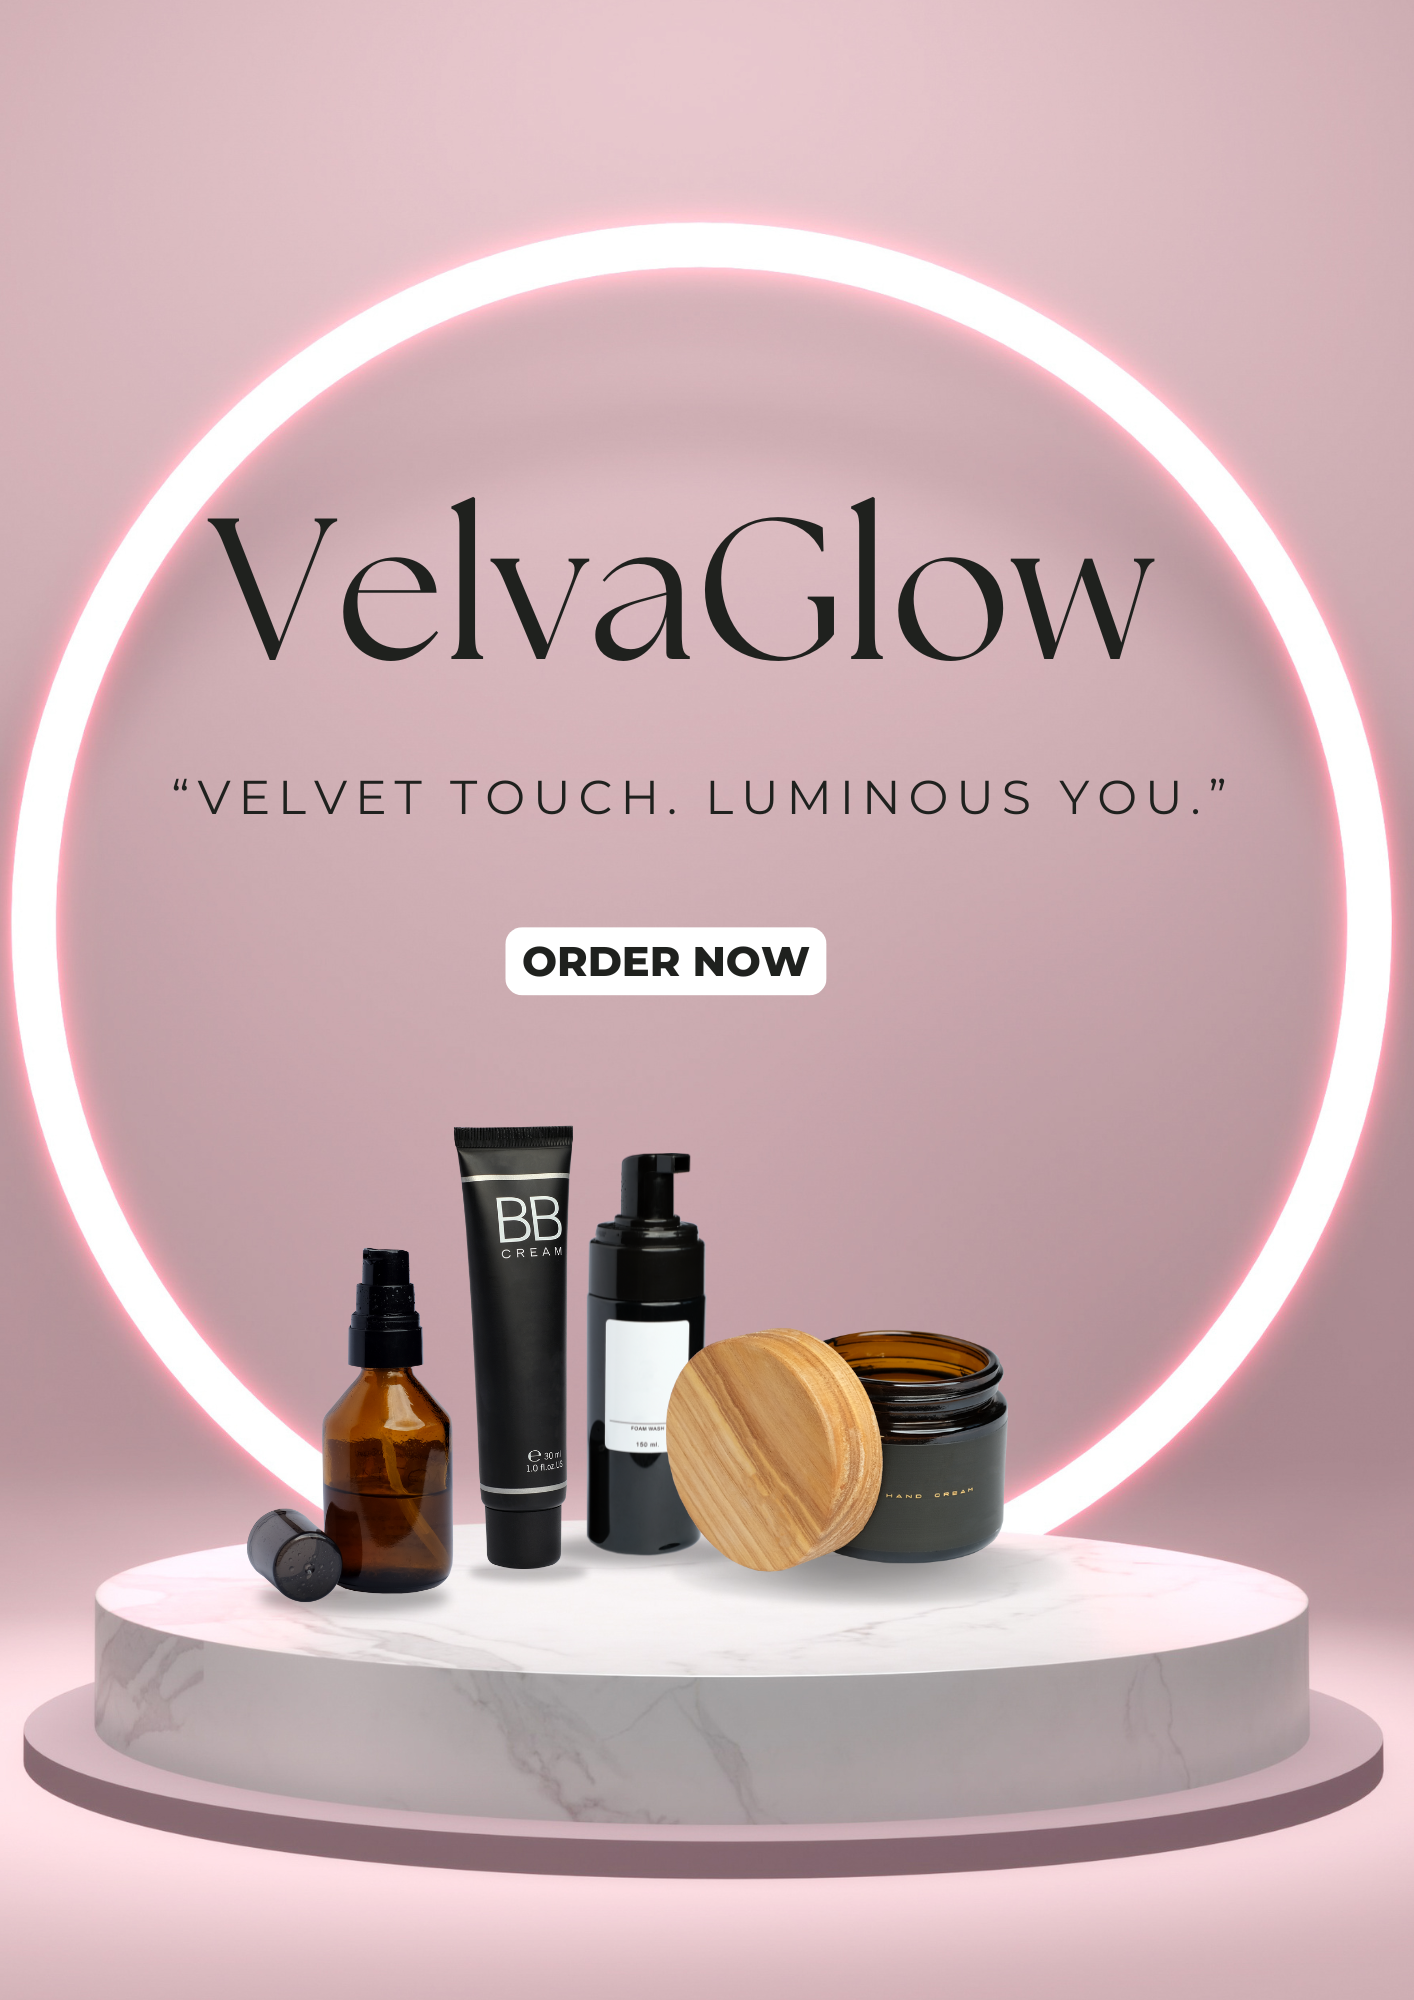 VelvaGlow
“VELVET TOUCH. LUMINOUS YOU.”
ORDER NOW
BB
CREAM
℮ 30 ml
1.0 fl.oz.US
FOAM WASH
150 ml.
HAND CREAM